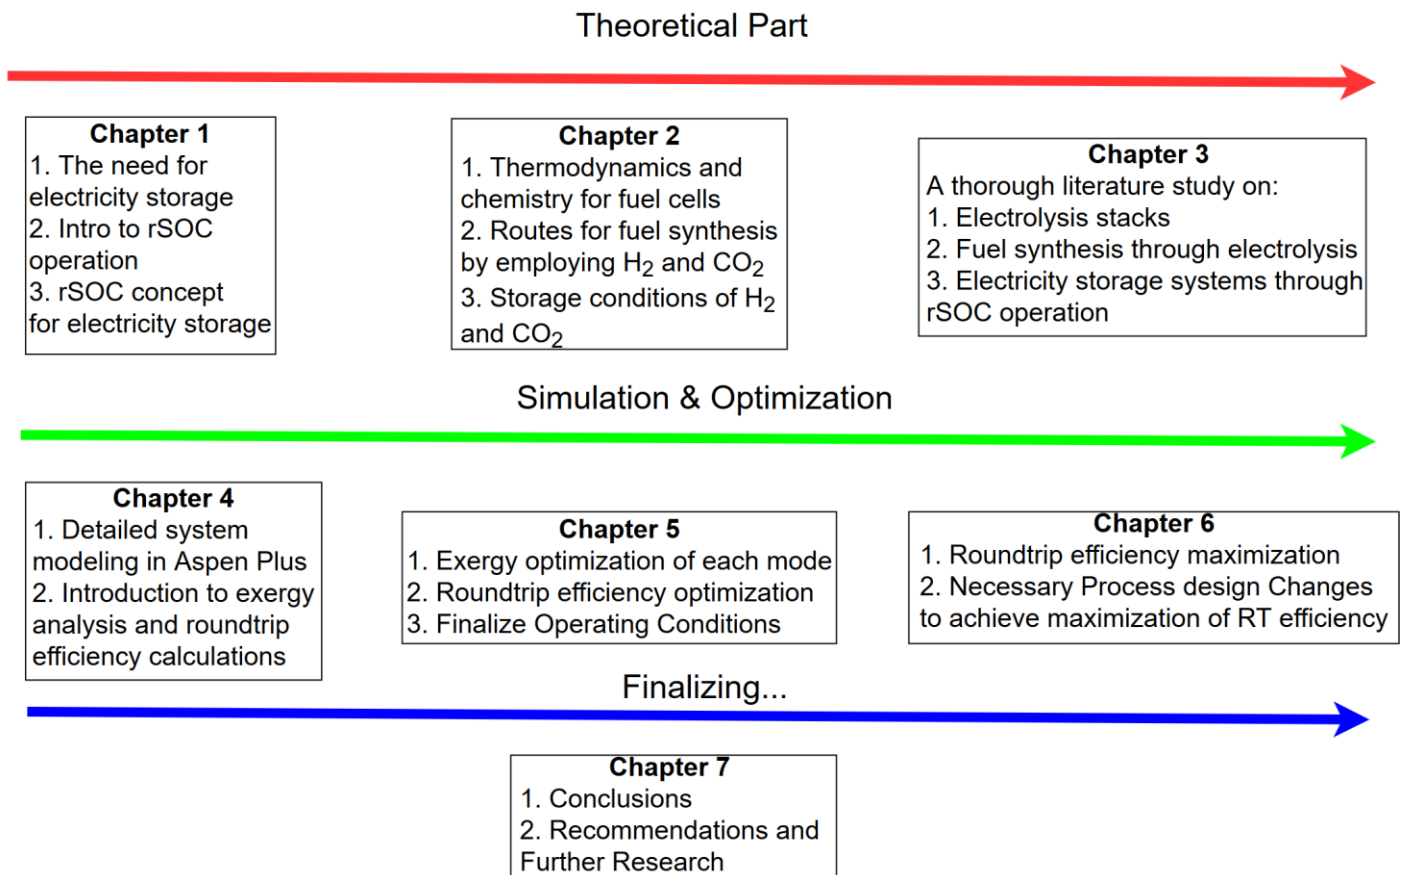 Theoretical Part
Chapter 1
1. The need for
electricity storage
2. Intro to rSOC
operation
3. rSOC concept
for electricity storage
Chapter 2
1. Thermodynamics and
chemistry for fuel cells
2. Routes for fuel synthesis
by employing H2 and CO2
3. Storage conditions of H2
and CO2
Chapter 3
A thorough literature study on:
1. Electrolysis stacks
2. Fuel synthesis through electrolysis
3. Electricity storage systems through
rSOC operation
Simulation & Optimization
Chapter 4
1. Detailed system
modeling in Aspen Plus
2. Introduction to exergy
analysis and roundtrip
efficiency calculations
Chapter 5
1. Exergy optimization of each mode
2. Roundtrip efficiency optimization
3. Finalize Operating Conditions
Chapter 6
1. Roundtrip efficiency maximization
2. Necessary Process design Changes
to achieve maximization of RT efficiency
Finalizing...
Chapter 7
1. Conclusions
2. Recommendations and
Further Research